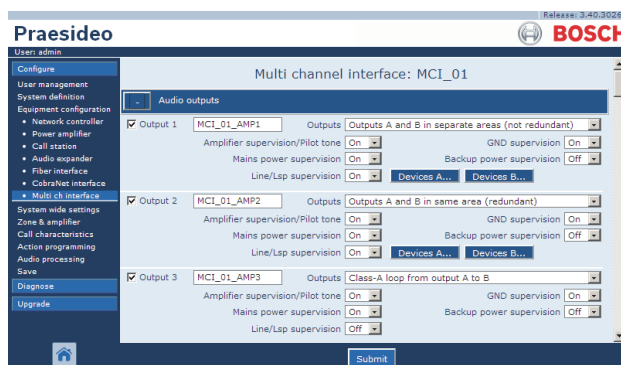 Release: 3.40.3026
Praesideo
BOSCH
User: admin
Configure
User management
System definition
Equipment configuration
• Network controller
• Power amplifier
• Call station
• Audio expander
• Fiber interface
• CobraNet interface
• Multi ch interface
System wide settings
Zone & amplifier
Call characteristics
Action programming
Audio processing
Save
Diagnose
Upgrade
Multi channel interface: MCI_01
- Audio outputs
Output 1 MCI_01_AMP1 Outputs Outputs A and B in separate areas (not redundant)
Amplifier supervision/Pilot tone On GND supervision On
Mains power supervision On Backup power supervision Off
Line/Lsp supervision On Devices A... Devices B...
Output 2 MCI_01_AMP2 Outputs Outputs A and B in same area (redundant)
Amplifier supervision/Pilot tone On GND supervision On
Mains power supervision On Backup power supervision Off
Line/Lsp supervision On Devices A... Devices B...
Output 3 MCI_01_AMP3 Outputs Class-A loop from output A to B
Amplifier supervision/Pilot tone On GND supervision On
Mains power supervision On Backup power supervision Off
Line/Lsp supervision Off
Submit